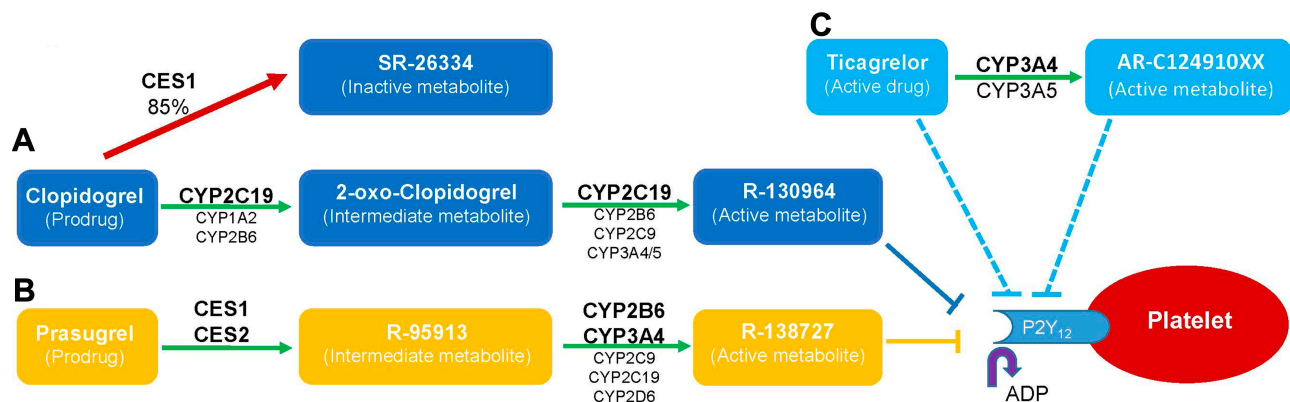 CES1
85%
SR-26334
(Inactive metabolite)
A
Clopidogrel
(Prodrug)
CYP2C19
CYP1A2
CYP2B6
2-oxo-Clopidogrel
(Intermediate metabolite)
CYP2C19
CYP2B6
CYP2C9
CYP3A4/5
R-130964
(Active metabolite)
B
Prasugrel
(Prodrug)
CES1
CES2
R-95913
(Intermediate metabolite)
CYP2B6
CYP3A4
CYP2C9
CYP2C19
CYP2D6
R-138727
(Active metabolite)
C
Ticagrelor
(Active drug)
CYP3A4
CYP3A5
AR-C124910XX
(Active metabolite)
P2Y12
Platelet
ADP